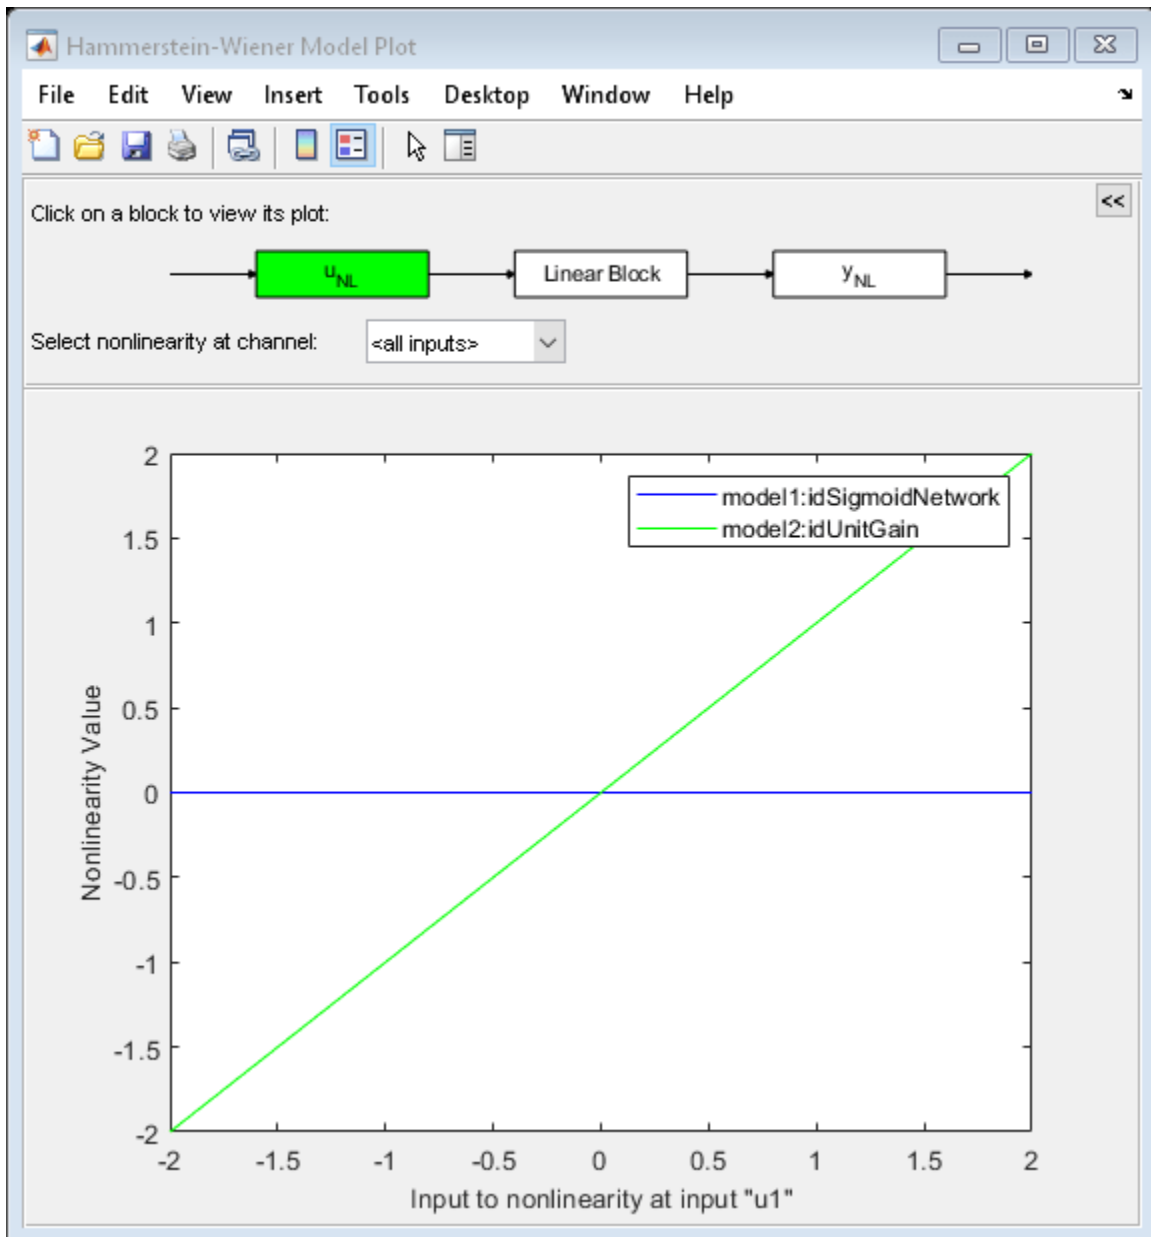 Hammerstein-Wiener Model Plot
File Edit View Insert Tools Desktop Window Help
Click on a block to view its plot:
<<
uNL Linear Block yNL
Select nonlinearity at channel: <all inputs>
model1:idSigmoidNetwork
model2:idUnitGain
2
1.5
1
0.5
0
-0.5
-1
-1.5
-2
Nonlinearity Value
-2 -1.5 -1 -0.5 0 0.5 1 1.5 2
Input to nonlinearity at input "u1"